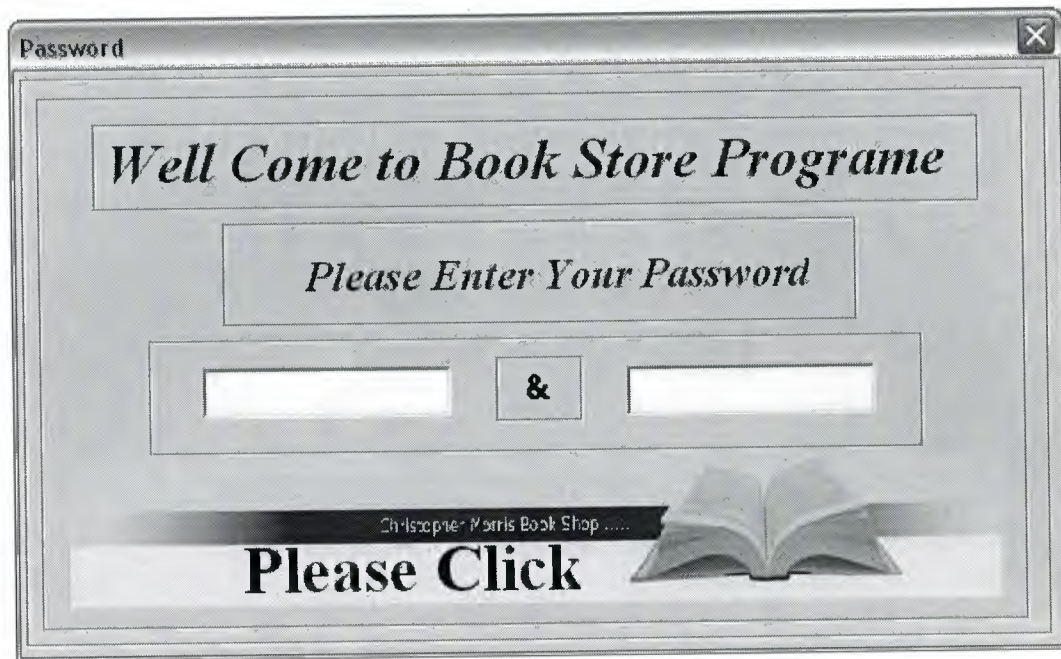 Password
Well Come to Book Store Programe
Please Enter Your Password
&
Christopher Morris Book Shop .....
Please Click